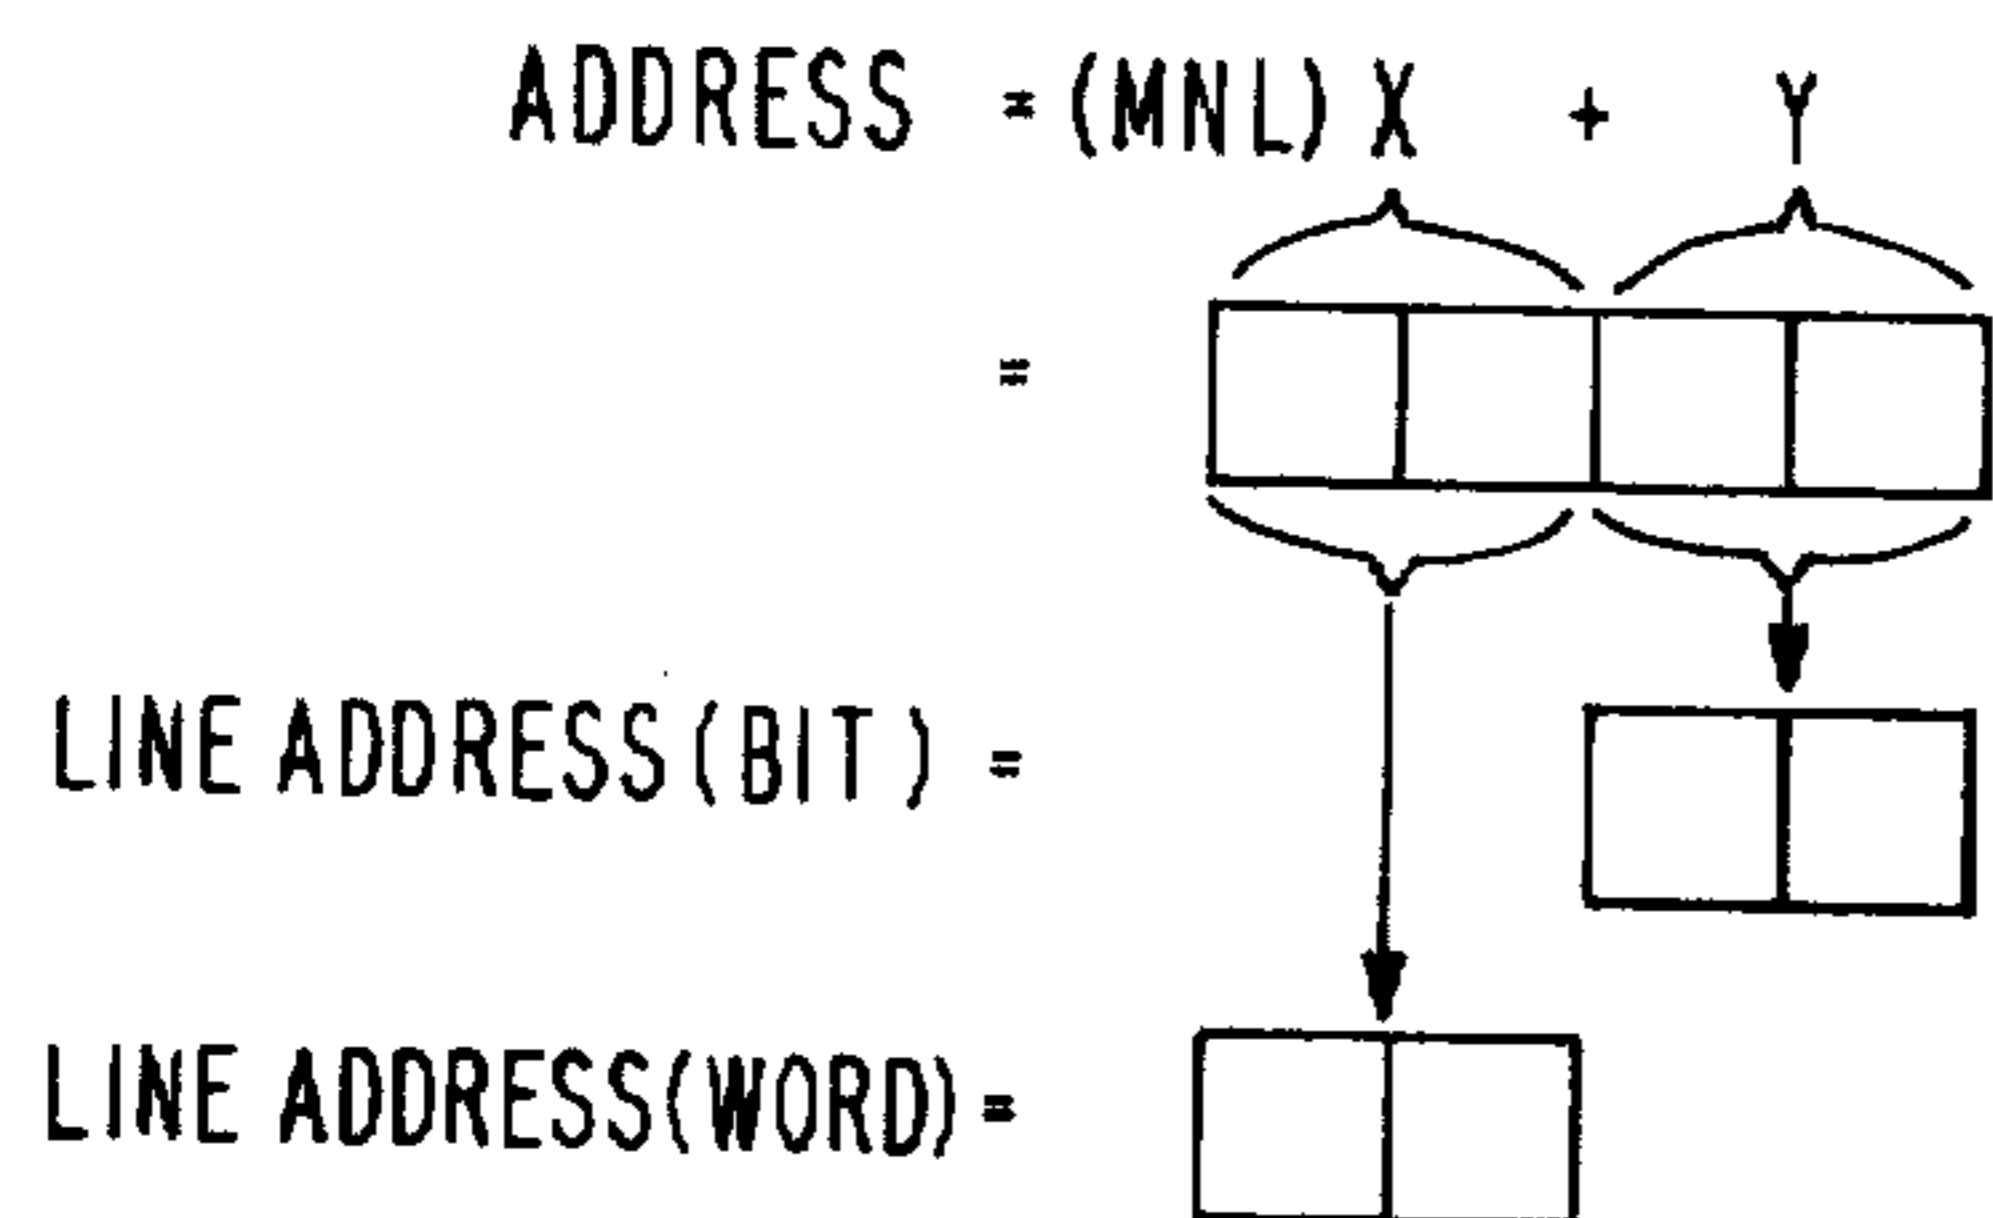 ADDRESS = (MNL) X + Y
=
LINE ADDRESS (BIT) =
LINE ADDRESS (WORD) =